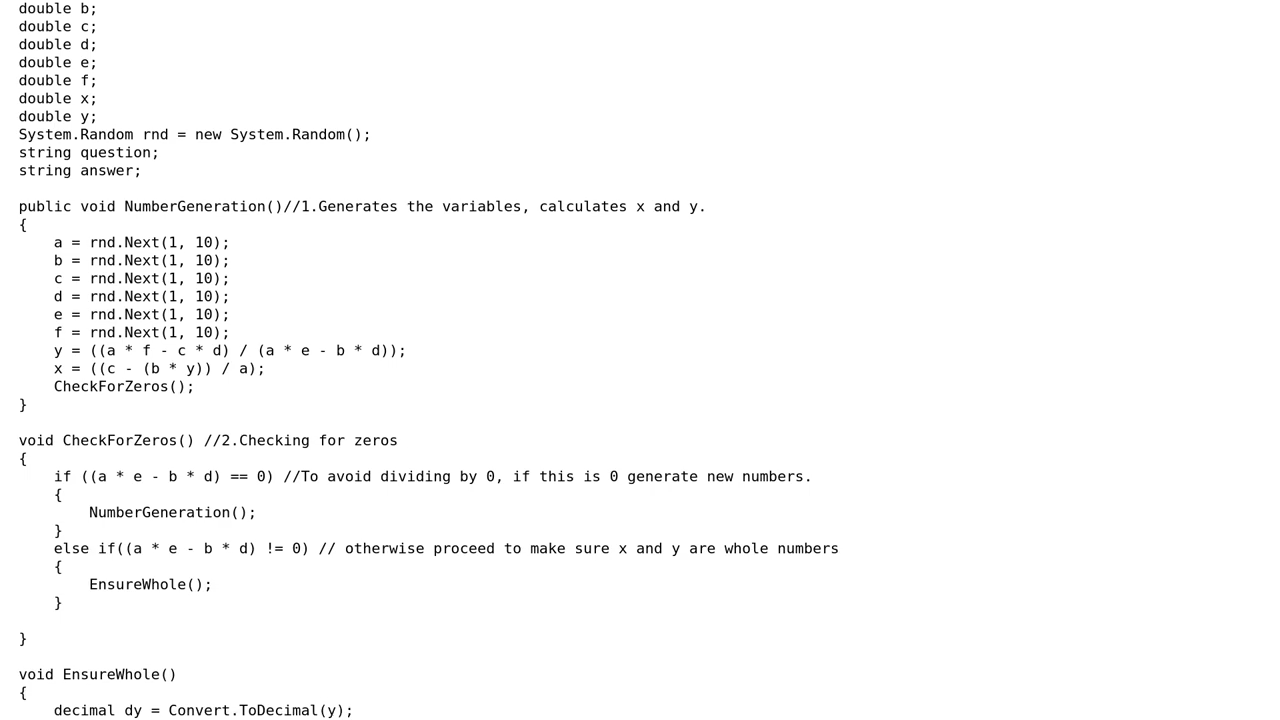 double b;
double c;
double d;
double e;
double f;
double x;
double y;
System.Random rnd = new System.Random();
string question;
string answer;

public void NumberGeneration()//1.Generates the variables, calculates x and y.
{
    a = rnd.Next(1, 10);
    b = rnd.Next(1, 10);
    c = rnd.Next(1, 10);
    d = rnd.Next(1, 10);
    e = rnd.Next(1, 10);
    f = rnd.Next(1, 10);
    y = ((a * f - c * d) / (a * e - b * d));
    x = ((c - (b * y)) / a);
    CheckForZeros();
}

void CheckForZeros() //2.Checking for zeros
{
    if ((a * e - b * d) == 0) //To avoid dividing by 0, if this is 0 generate new numbers.
    {
        NumberGeneration();
    }
    else if((a * e - b * d) != 0) // otherwise proceed to make sure x and y are whole numbers
    {
        EnsureWhole();
    }

}

void EnsureWhole()
{
    decimal dy = Convert.ToDecimal(y);